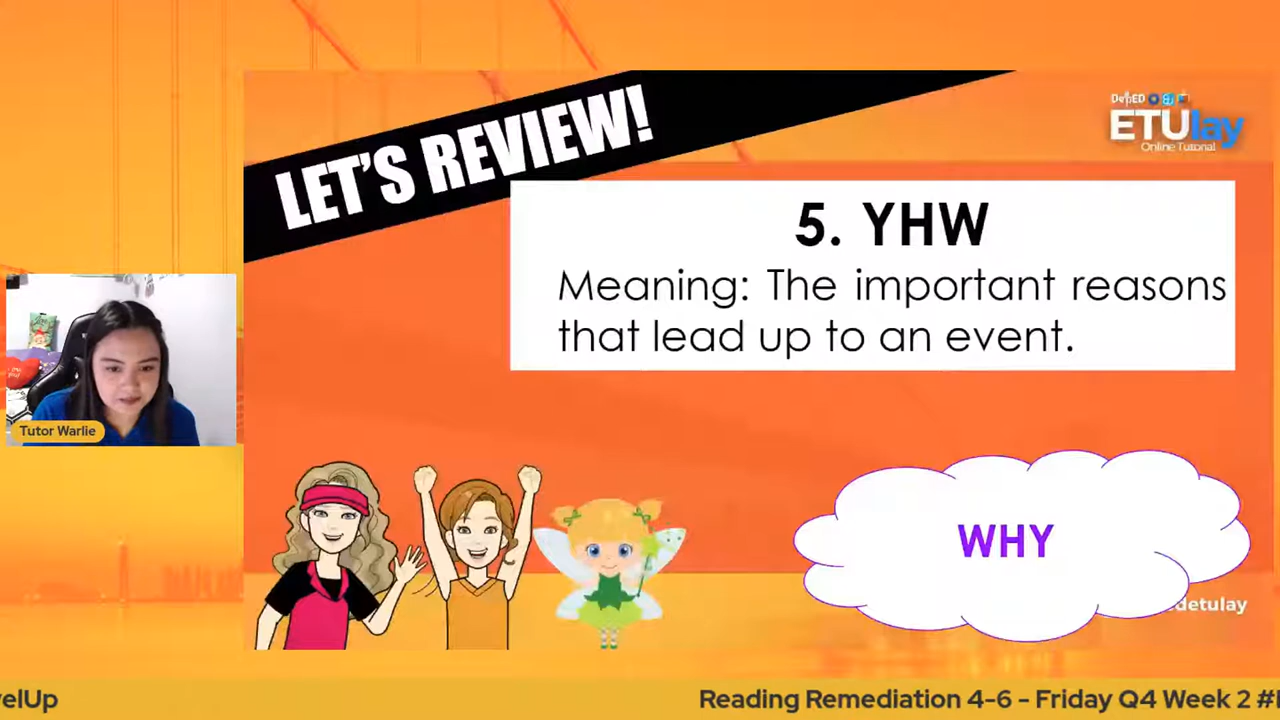 LET'S REVIEW!
DepED
ETUlay
Online Tutorial
5. YHW
Meaning: The important reasons
that lead up to an event.
Tutor Warlie
WHY
detulay
velUp
Reading Remediation 4-6 - Friday Q4 Week 2